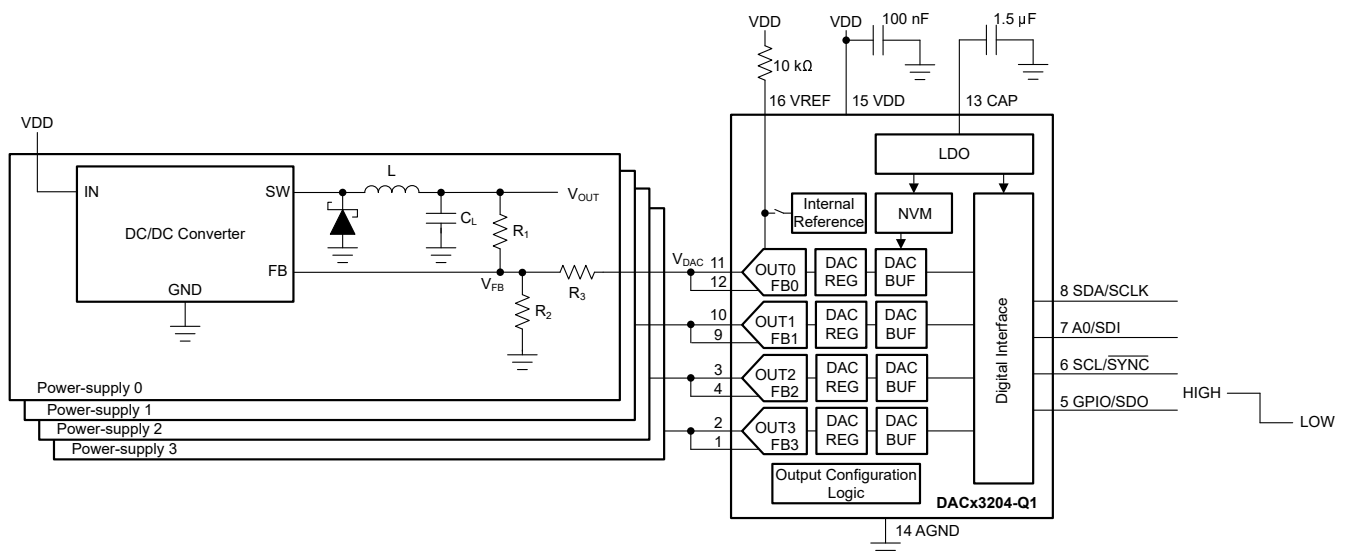 VDD
VDD
100 nF
1.5 µF
10 kΩ
16 VREF
15 VDD
13 CAP
VDD
LDO
IN
SW
L
VOUT
Internal
Reference
NVM
DC/DC Converter
CL
R1
FB
VFB
R3
R2
GND
VDAC
11
12
OUT0
FB0
DAC
REG
DAC
BUF
10
9
OUT1
FB1
DAC
REG
DAC
BUF
3
4
OUT2
FB2
DAC
REG
DAC
BUF
2
1
OUT3
FB3
DAC
REG
DAC
BUF
Digital Interface
8 SDA/SCLK
7 A0/SDI
6 SCL/SYNC
5 GPIO/SDO
HIGH
LOW
Power-supply 0
Power-supply 1
Power-supply 2
Power-supply 3
Output Configuration
Logic
DACx3204-Q1
14 AGND